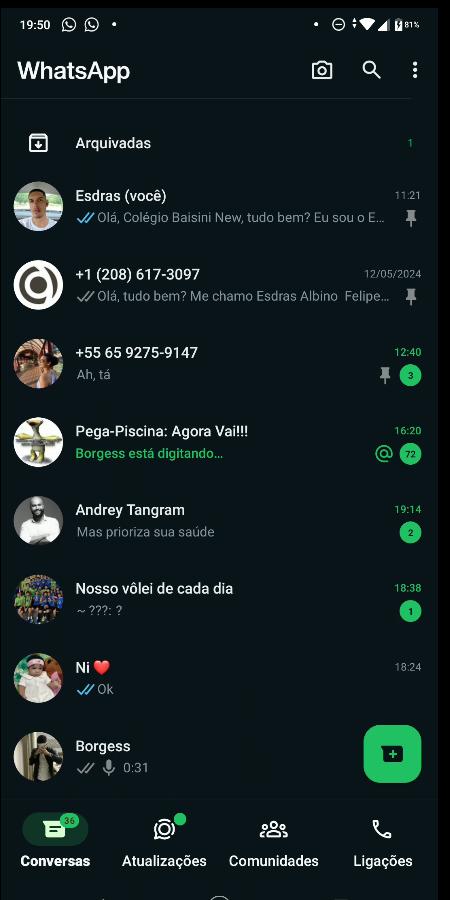 19:50
81%
WhatsApp
Arquivadas
1
Esdras (você)
11:21
Olá, Colégio Baisini New, tudo bem? Eu sou o E...
+1 (208) 617-3097
12/05/2024
Olá, tudo bem? Me chamo Esdras Albino Felipe...
+55 65 9275-9147
12:40
Ah, tá
3
Pega-Piscina: Agora Vai!!!
16:20
Borgess está digitando...
@ 72
Andrey Tangram
19:14
Mas prioriza sua saúde
2
Nosso vôlei de cada dia
18:38
~ ???: ?
1
Ni ❤️
18:24
Ok
Borgess
0:31
36
Conversas Atualizações Comunidades Ligações